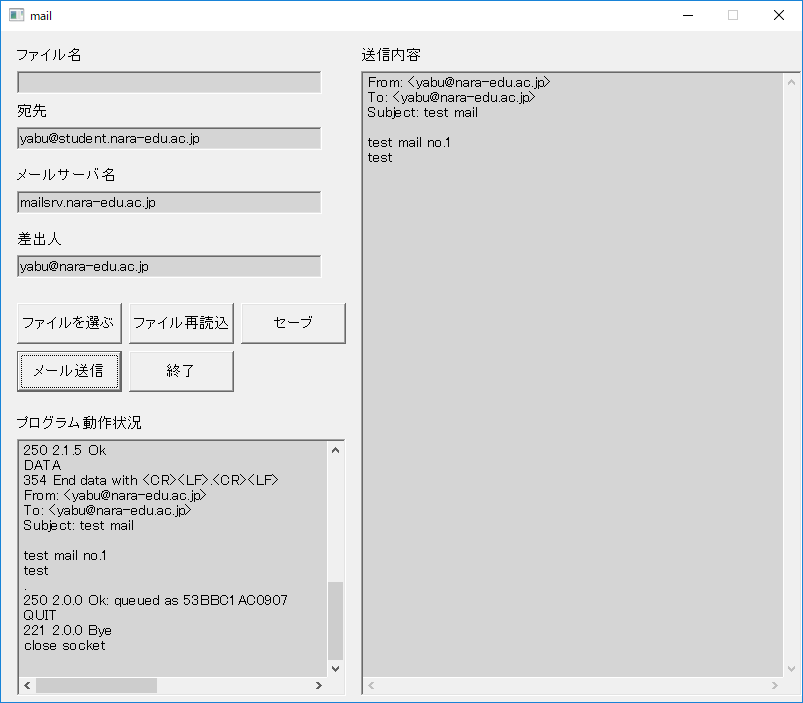 mail
ファイル名
宛先
yabu@student.nara-edu.ac.jp
メールサーバ名
mailsrv.nara-edu.ac.jp
差出人
yabu@nara-edu.ac.jp
ファイルを選ぶ
ファイル再読込
セーブ
メール送信
終了
プログラム動作状況
250 2.1.5 Ok
DATA
354 End data with <CR><LF>.<CR><LF>
From: <yabu@nara-edu.ac.jp>
To: <yabu@nara-edu.ac.jp>
Subject: test mail
test mail no.1
test
.
250 2.0.0 Ok: queued as 53BBC1AC0907
QUIT
221 2.0.0 Bye
close socket
送信内容
From: <yabu@nara-edu.ac.jp>
To: <yabu@nara-edu.ac.jp>
Subject: test mail
test mail no.1
test